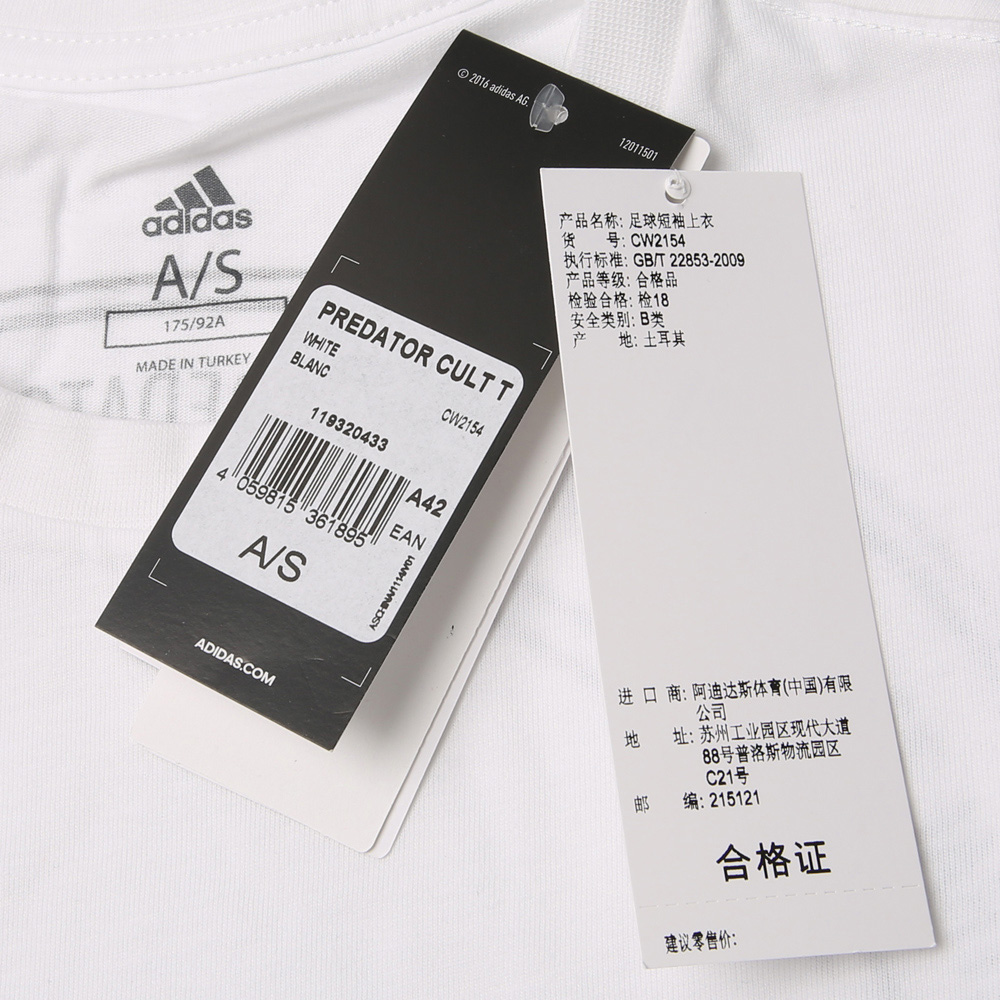 adidas
A/S
175/92A
MADE IN TURKEY
© 2016 adidas AG.
12011501
PREDATOR CULT T
WHITE
BLANC
CW2154
119320433
4 059815 361895
A42
EAN
A/S
ADIDAS.COM
产品名称: 足球短袖上衣
货 号: CW2154
执行标准: GB/T 22853-2009
产品等级: 合格品
检验合格: 检18
安全类别: B类
产 地: 土耳其
进 口 商: 阿迪达斯体育(中国)有限
公司
地 址: 苏州工业园区现代大道
88号普洛斯物流园区
C21号
邮 编: 215121
合格证
建议零售价: